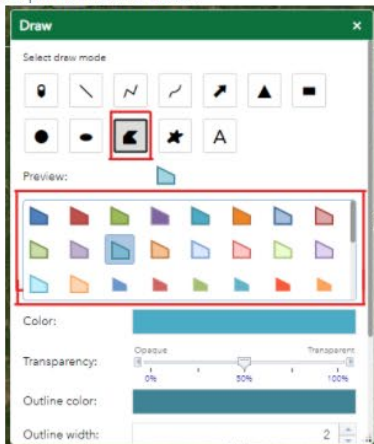 Draw ×
Select draw mode
A
Preview:
Color:
Transparency:
Opaque Transparent
0% 50% 100%
Outline color:
Outline width: 2